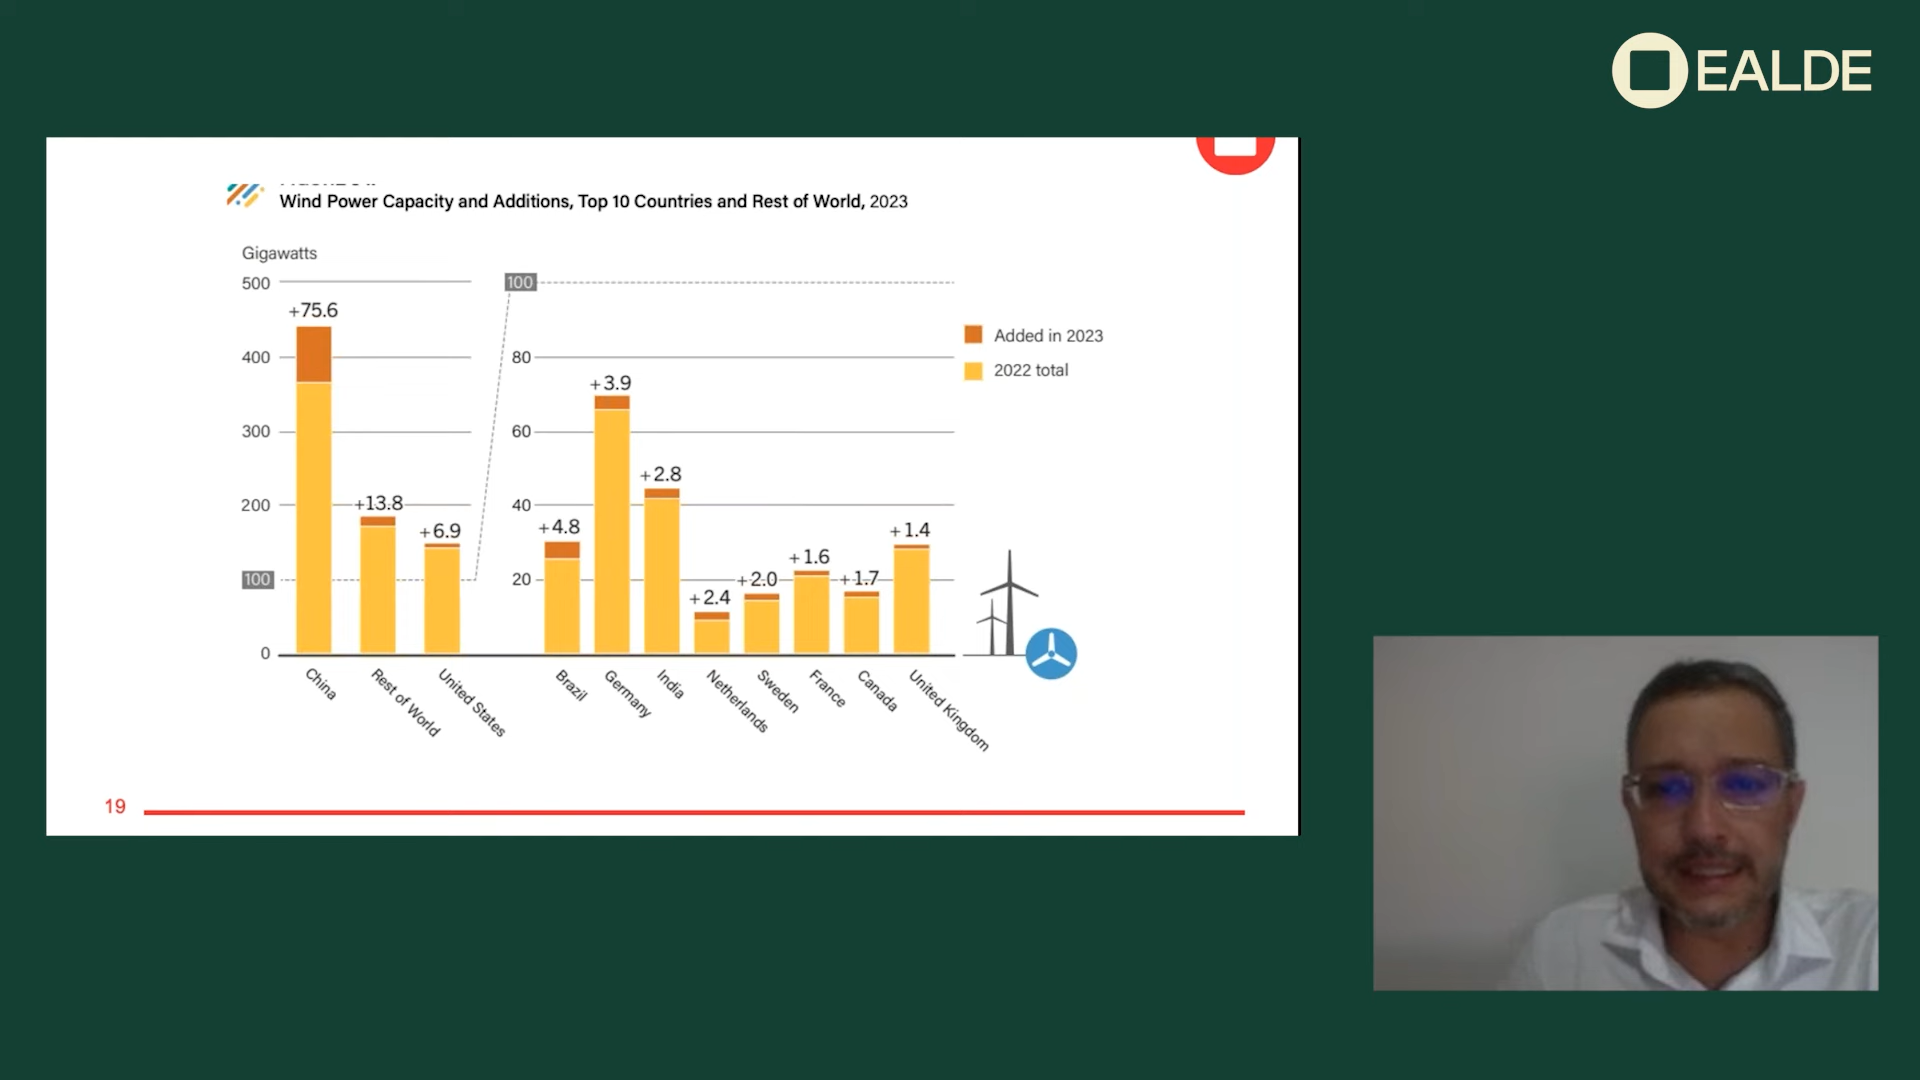 EALDE
Wind Power Capacity and Additions, Top 10 Countries and Rest of World, 2023
Gigawatts
500
400
300
200
100
0
100
80
60
40
20
+75.6
+13.8
+6.9
+4.8
+3.9
+2.8
+2.4
+2.0
+1.6
+1.7
+1.4
Added in 2023
2022 total
China
Rest of World
United States
Brazil
Germany
India
Netherlands
Sweden
France
Canada
United Kingdom
19